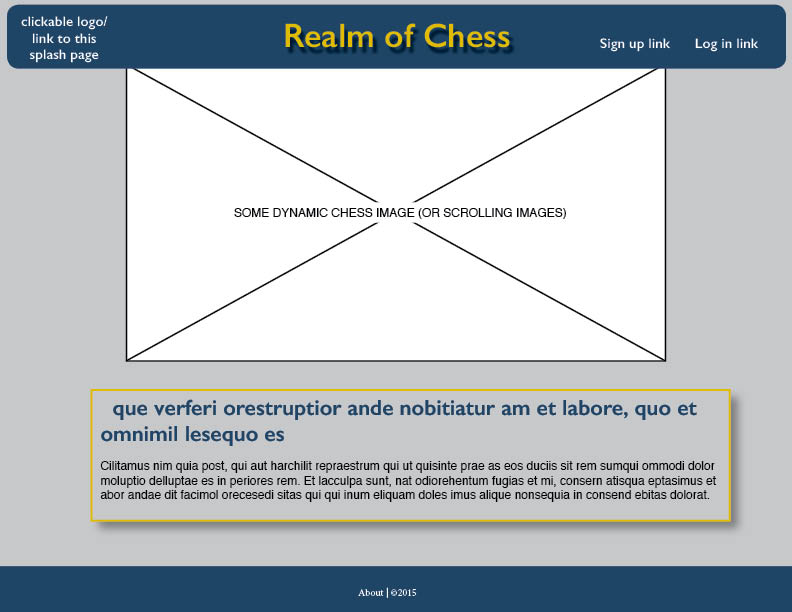 clickable logo/
link to this
splash page
Realm of Chess
Sign up link
Log in link
SOME DYNAMIC CHESS IMAGE (OR SCROLLING IMAGES)
que verferi orestruptior ande nobitiatur am et labore, quo et
omnimil lesequo es
Cilitamus nim quia post, qui aut harchilit repraestrum qui ut quisinte prae as eos duciis sit rem sumqui ommodi dolor
moluptio delluptae es in periores rem. Et lacculpa sunt, nat odiorehentum fugias et mi, consern atisqua eptasimus et
abor andae dit facimol orecesedi sitas qui qui inum eliquam doles imus alique nonsequia in consend ebitas dolorat.
About | ©2015